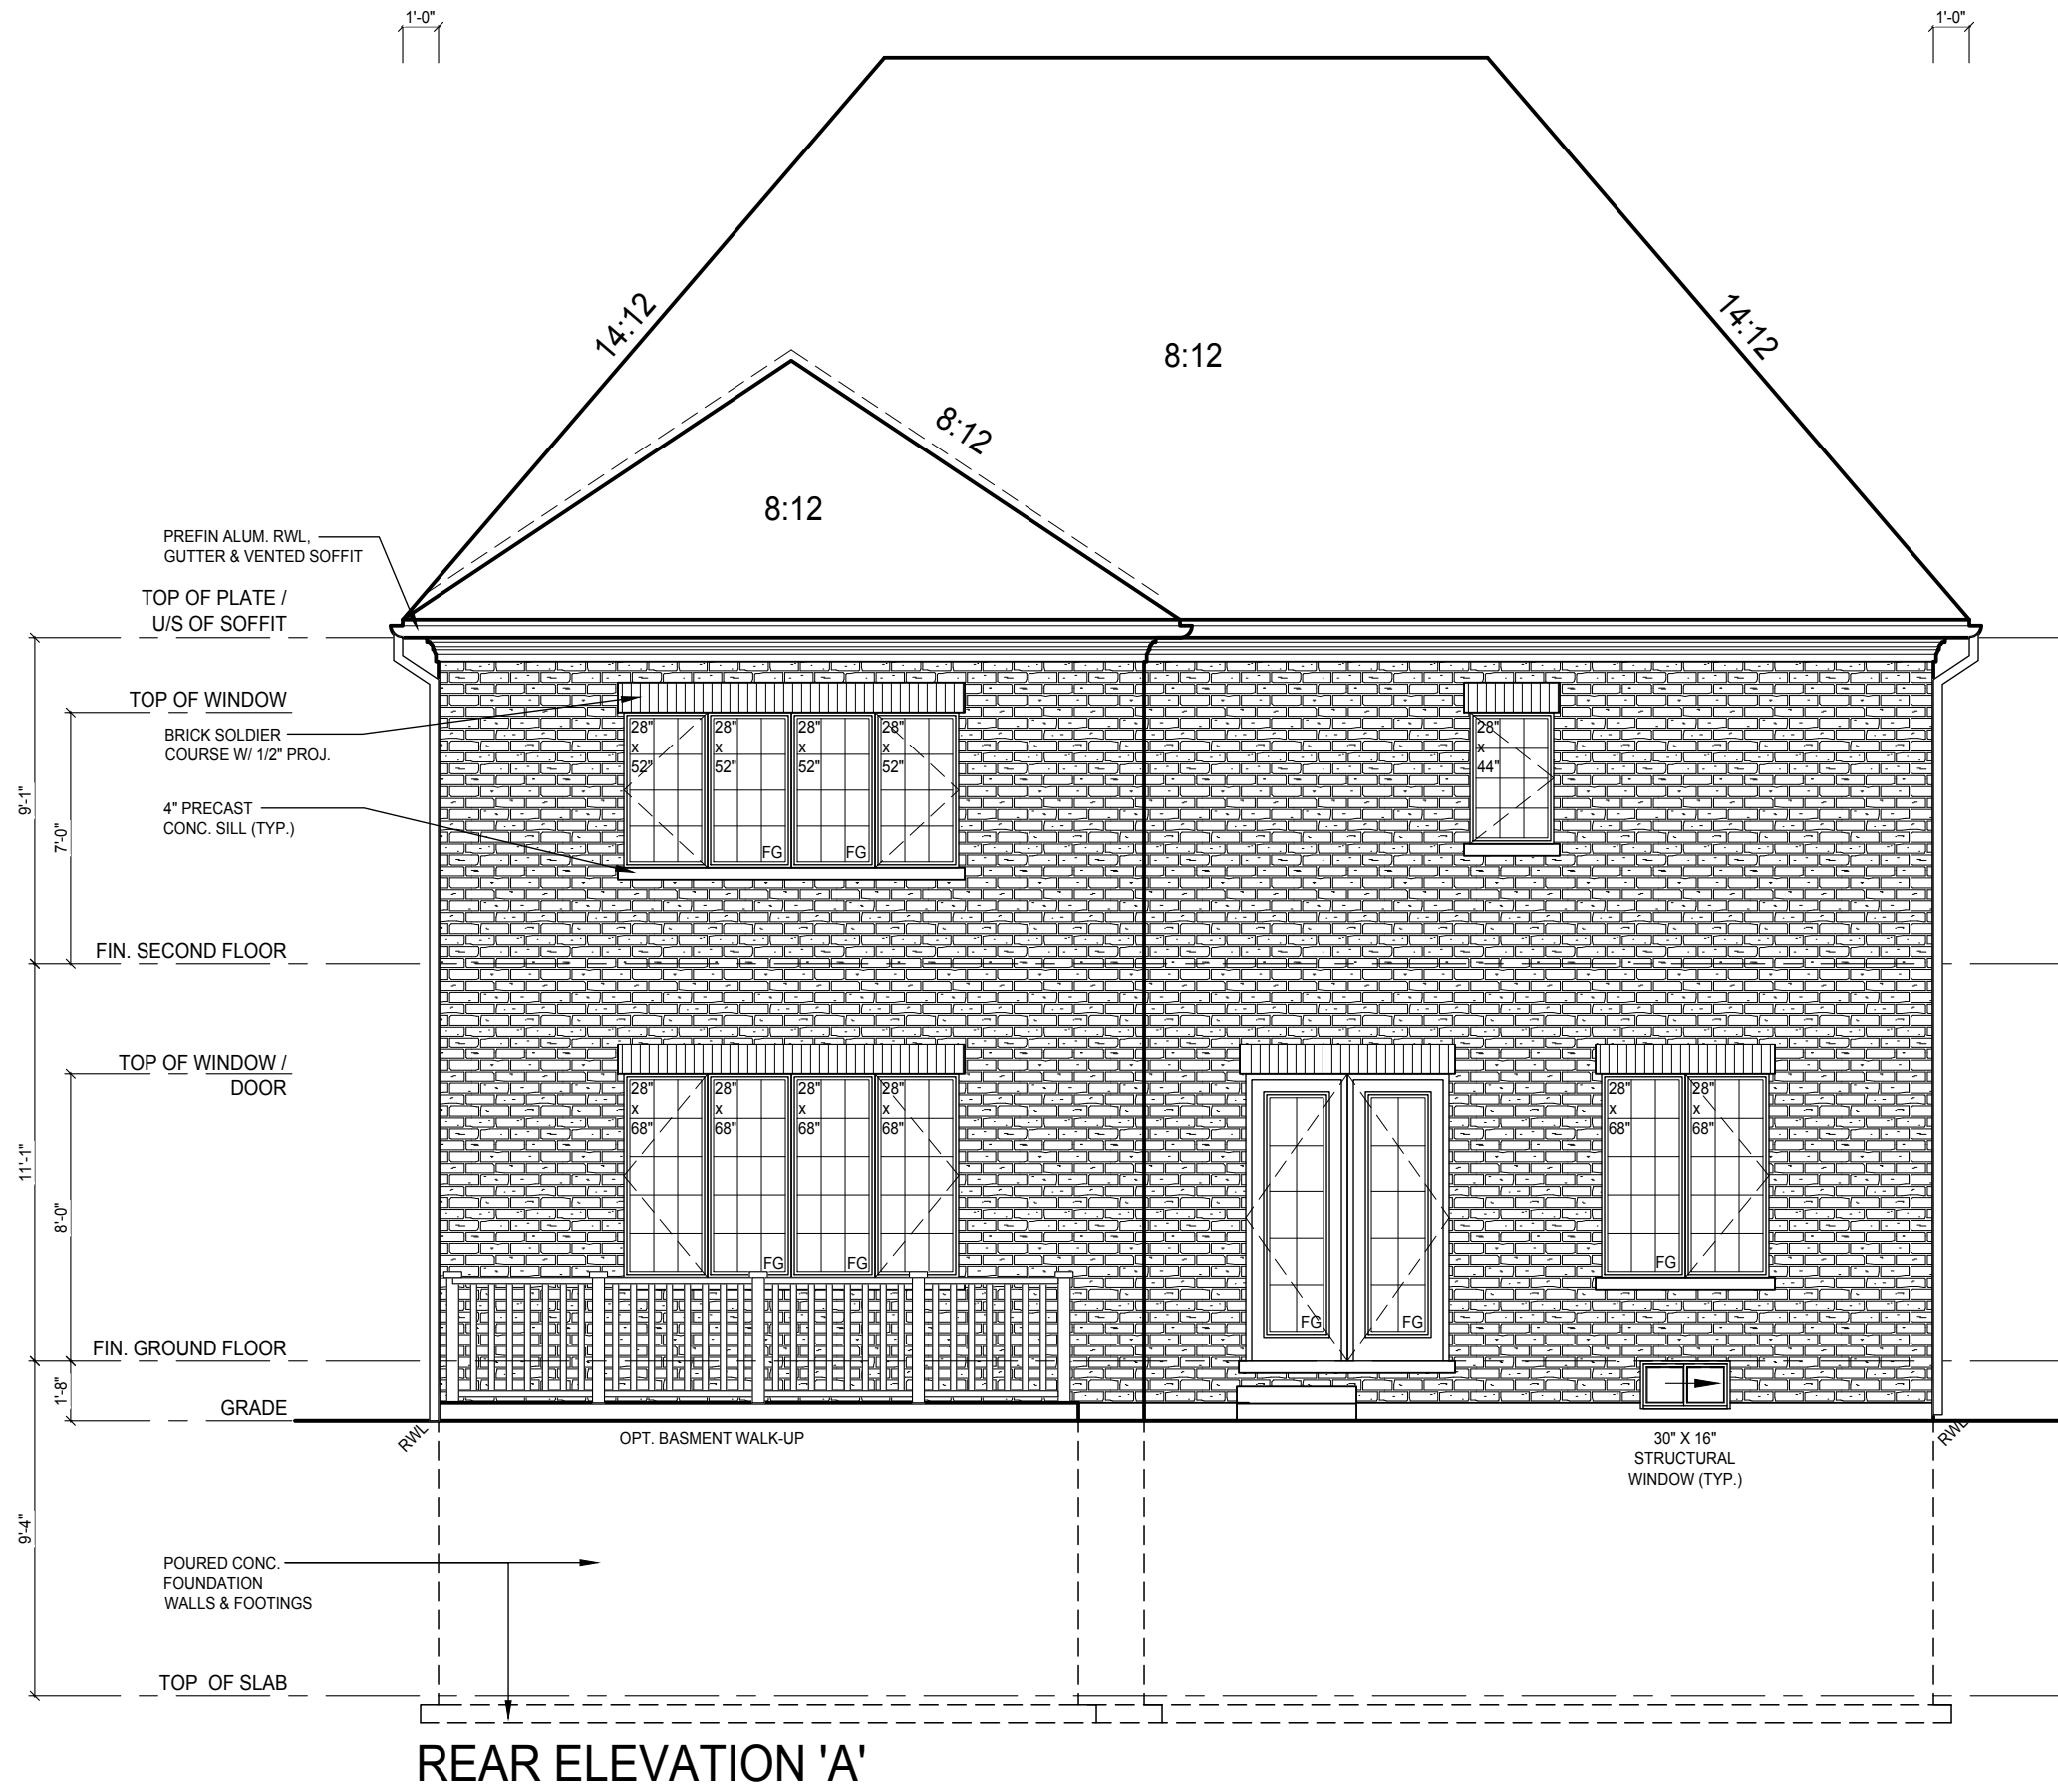 1'-0"
1'-0"
14:12
14:12
8:12
8:12
8:12
PREFIN ALUM. RWL,
GUTTER & VENTED SOFFIT
TOP OF PLATE /
U/S OF SOFFIT
TOP OF WINDOW
BRICK SOLDIER
COURSE W/ 1/2" PROJ.
4" PRECAST
CONC. SILL (TYP.)
9'-1"
7'-0"
28"
x
52"
28"
x
52"
FG
28"
x
52"
FG
28"
x
52"
28"
x
44"
FIN. SECOND FLOOR
TOP OF WINDOW /
DOOR
11'-1"
8'-0"
28"
x
68"
28"
x
68"
FG
28"
x
68"
FG
28"
x
68"
FG
FG
28"
x
68"
FG
28"
x
68"
FIN. GROUND FLOOR
1'-8"
GRADE
RWL
OPT. BASMENT WALK-UP
30" X 16"
STRUCTURAL
WINDOW (TYP.)
RWL
9'-4"
POURED CONC.
FOUNDATION
WALLS & FOOTINGS
TOP OF SLAB
REAR ELEVATION 'A'